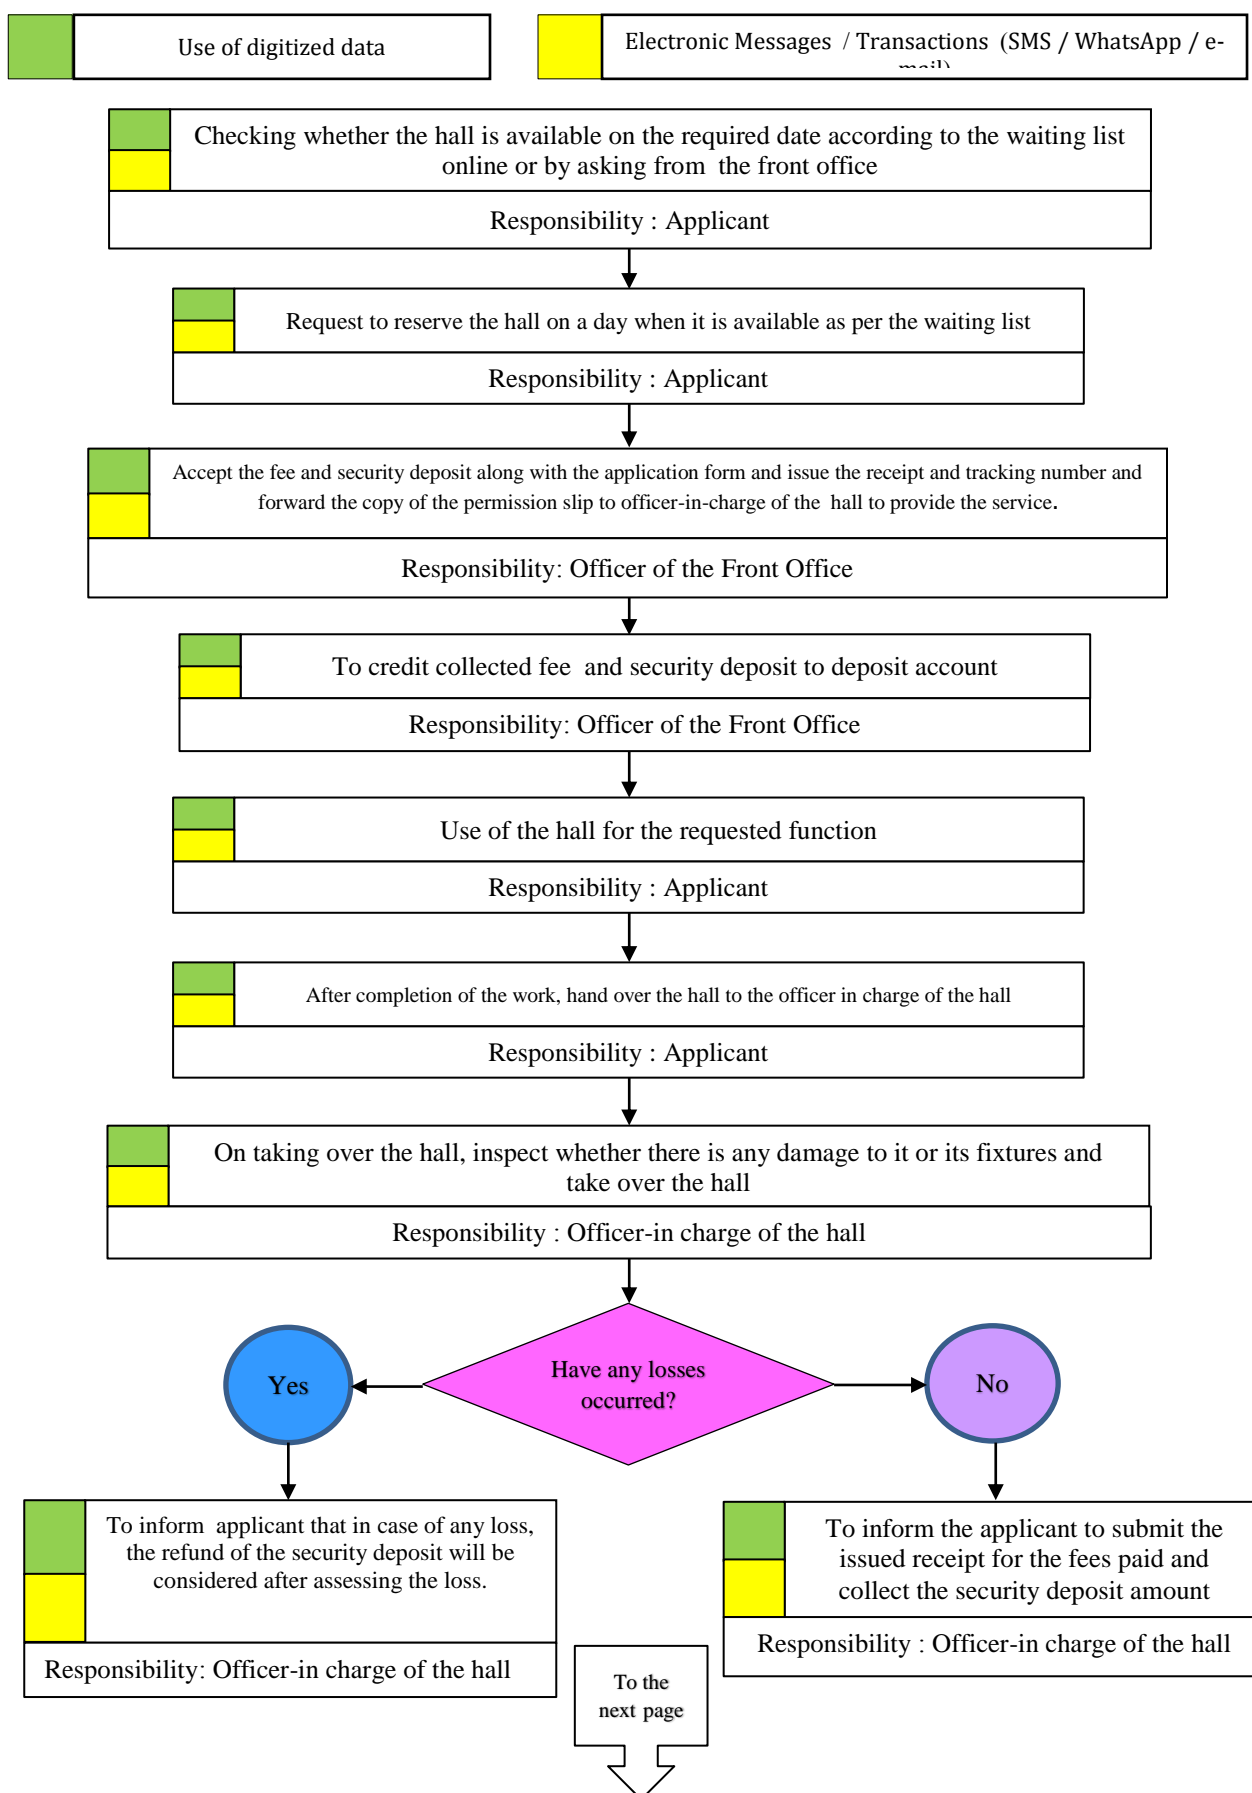 Use of digitized data
Electronic Messages / Transactions (SMS / WhatsApp / e-
mail)
Checking whether the hall is available on the required date according to the waiting list
online or by asking from the front office
Responsibility : Applicant
Request to reserve the hall on a day when it is available as per the waiting list
Responsibility : Applicant
Accept the fee and security deposit along with the application form and issue the receipt and tracking number and
forward the copy of the permission slip to officer-in-charge of the hall to provide the service.
Responsibility: Officer of the Front Office
To credit collected fee and security deposit to deposit account
Responsibility: Officer of the Front Office
Use of the hall for the requested function
Responsibility : Applicant
After completion of the work, hand over the hall to the officer in charge of the hall
Responsibility : Applicant
On taking over the hall, inspect whether there is any damage to it or its fixtures and
take over the hall
Responsibility : Officer-in charge of the hall
Have any losses
occurred?
Yes
No
To inform applicant that in case of any loss,
the refund of the security deposit will be
considered after assessing the loss.
Responsibility: Officer-in charge of the hall
To inform the applicant to submit the
issued receipt for the fees paid and
collect the security deposit amount
Responsibility : Officer-in charge of the hall
To the
next page